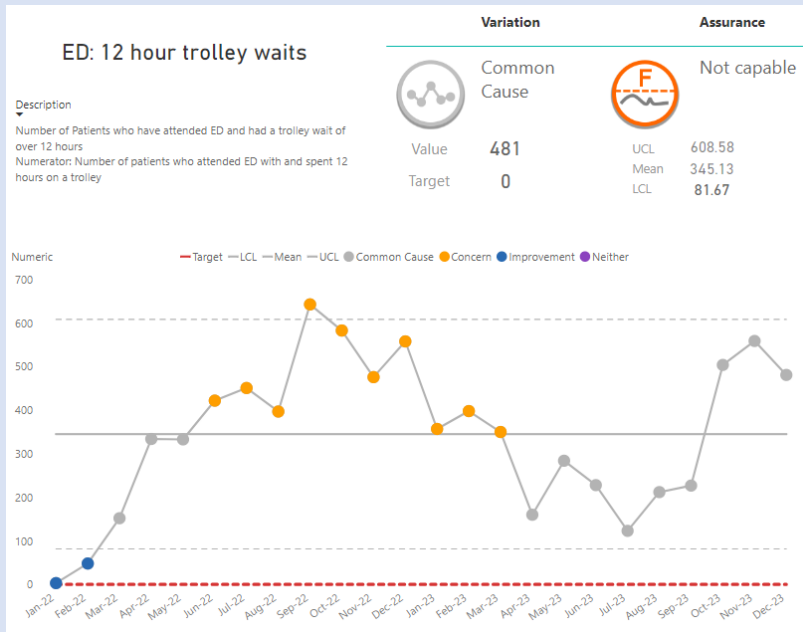 ED: 12 hour trolley waits
Description
Number of Patients who have attended ED and had a trolley wait of
over 12 hours
Numerator: Number of patients who attended ED with and spent 12
hours on a trolley
Variation
Assurance
Common
Cause
F
Not capable
Value 481
Target 0
UCL 608.58
Mean 345.13
LCL 81.67
Numeric
Target LCL Mean UCL Common Cause Concern Improvement Neither
700
600
500
400
300
200
100
0
Jan-22 Feb-22 Mar-22 Apr-22 May-22 Jun-22 Jul-22 Aug-22 Sep-22 Oct-22 Nov-22 Dec-22 Jan-23 Feb-23 Mar-23 Apr-23 May-23 Jun-23 Jul-23 Aug-23 Sep-23 Oct-23 Nov-23 Dec-23